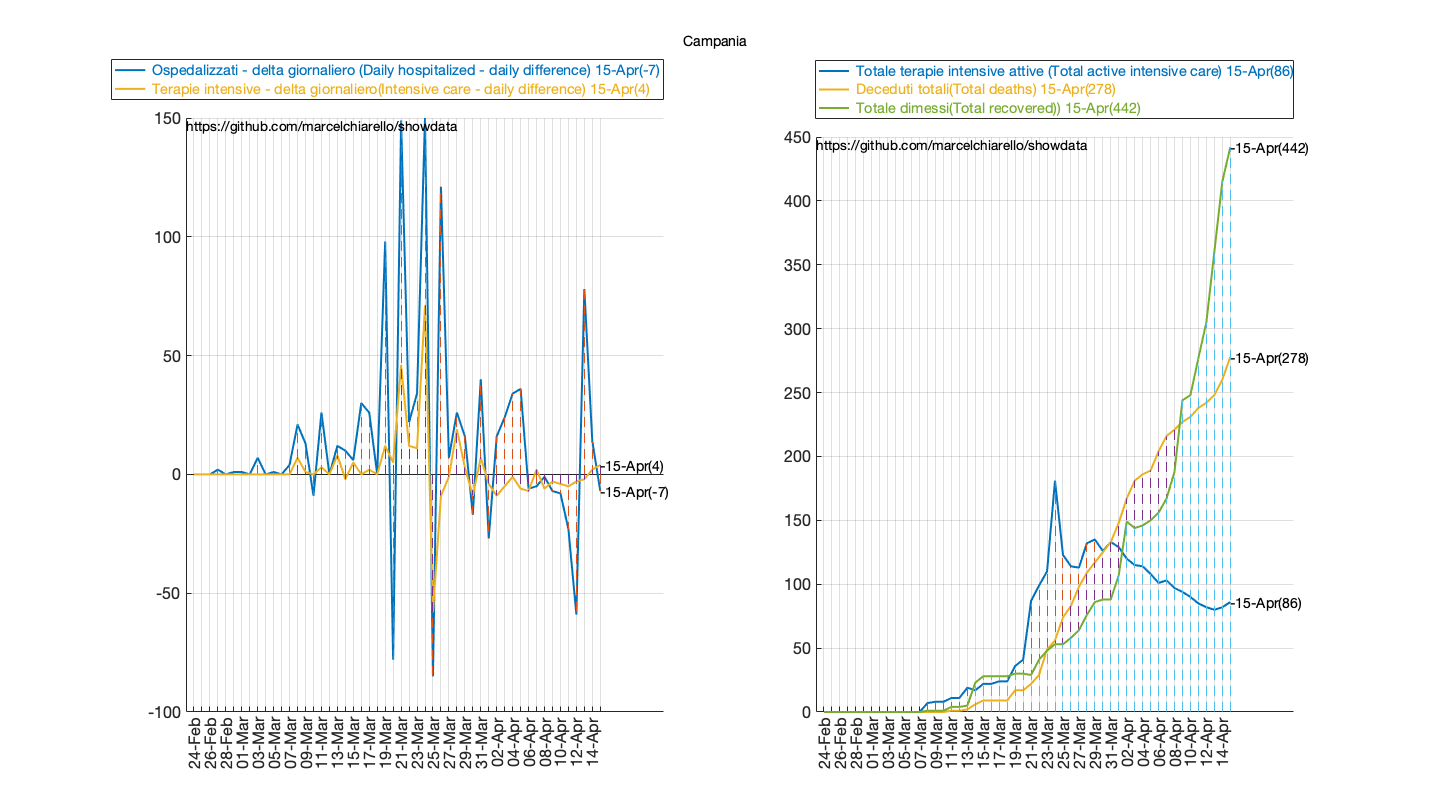 Campania
Ospedalizzati - delta giornaliero (Daily hospitalized - daily difference) 15-Apr(-7)
Terapie intensive - delta giornaliero(Intensive care - daily difference) 15-Apr(4)
https://github.com/marcelchiarello/showdata
150
100
50
0
-50
-100
15-Apr(4)
15-Apr(-7)
24-Feb
26-Feb
28-Feb
01-Mar
03-Mar
05-Mar
07-Mar
09-Mar
11-Mar
13-Mar
15-Mar
17-Mar
19-Mar
21-Mar
23-Mar
25-Mar
27-Mar
29-Mar
31-Mar
02-Apr
04-Apr
06-Apr
08-Apr
10-Apr
12-Apr
14-Apr
Totale terapie intensive attive (Total active intensive care) 15-Apr(86)
Deceduti totali(Total deaths) 15-Apr(278)
Totale dimessi(Total recovered)) 15-Apr(442)
https://github.com/marcelchiarello/showdata
450
400
350
300
250
200
150
100
50
0
15-Apr(442)
15-Apr(278)
15-Apr(86)
24-Feb
26-Feb
28-Feb
01-Mar
03-Mar
05-Mar
07-Mar
09-Mar
11-Mar
13-Mar
15-Mar
17-Mar
19-Mar
21-Mar
23-Mar
25-Mar
27-Mar
29-Mar
31-Mar
02-Apr
04-Apr
06-Apr
08-Apr
10-Apr
12-Apr
14-Apr